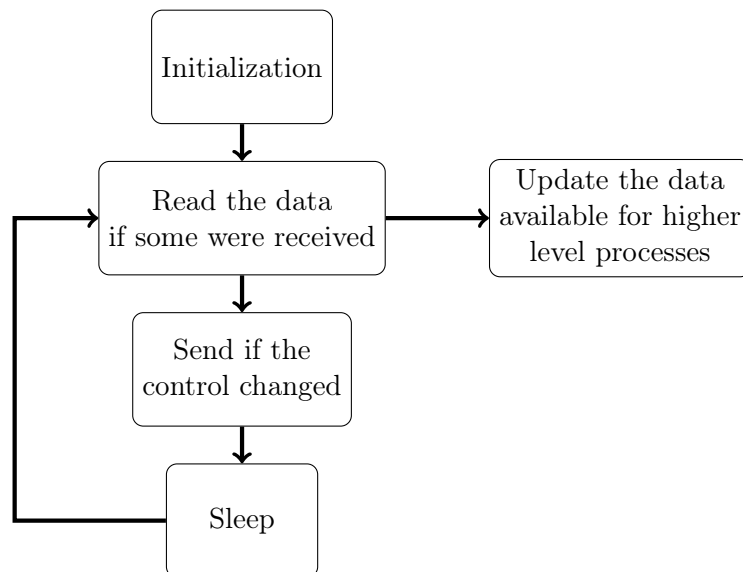 Initialization
Read the data
if some were received
Update the data
available for higher
level processes
Send if the
control changed
Sleep